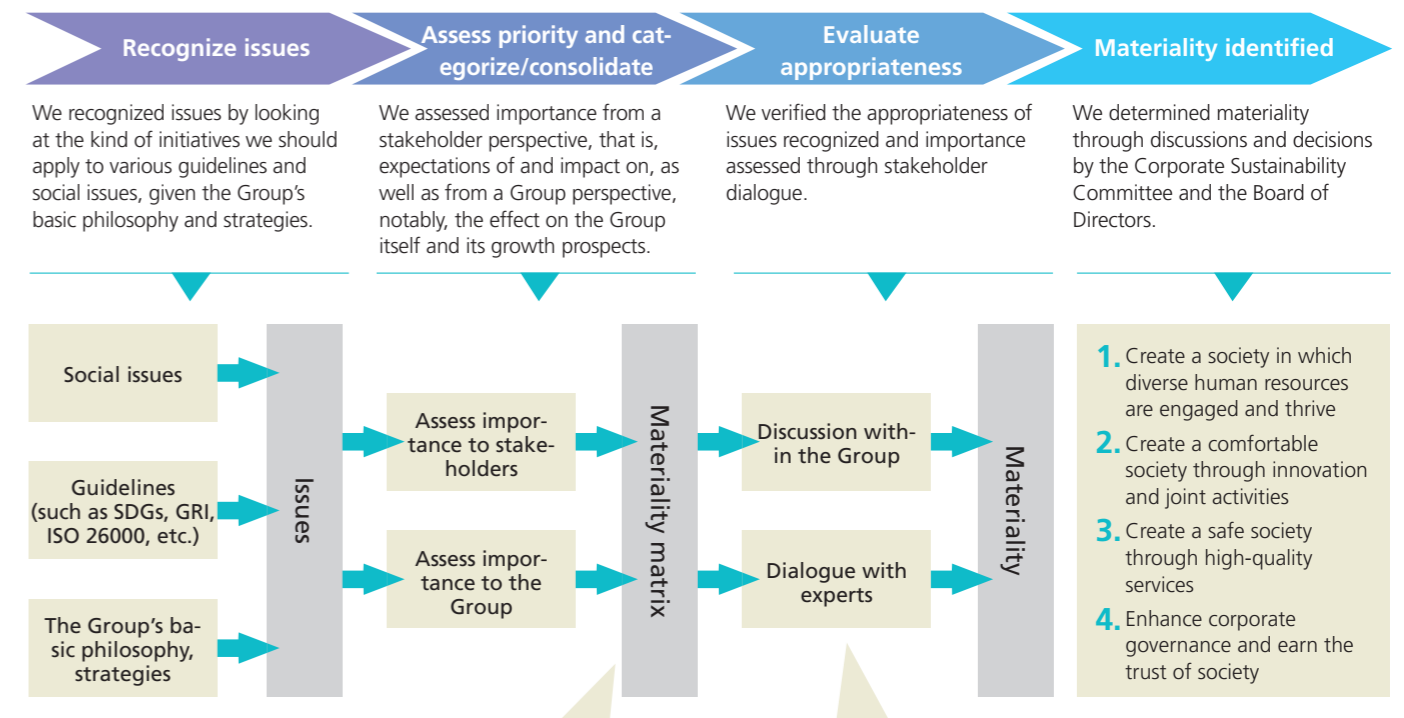 Recognize issues
Assess priority and cat-
egorize/consolidate
Evaluate
appropriateness
Materiality identified
We recognized issues by looking
at the kind of initiatives we should
apply to various guidelines and
social issues, given the Group’s
basic philosophy and strategies.
We assessed importance from a
stakeholder perspective, that is,
expectations of and impact on, as
well as from a Group perspective,
notably, the effect on the Group
itself and its growth prospects.
We verified the appropriateness of
issues recognized and importance
assessed through stakeholder
dialogue.
We determined materiality
through discussions and decisions
by the Corporate Sustainability
Committee and the Board of
Directors.
Social issues
Guidelines
(such as SDGs, GRI,
ISO 26000, etc.)
The Group’s ba-
sic philosophy,
strategies
Issues
Assess impor-
tance to stake-
holders
Assess impor-
tance to the
Group
Materiality matrix
Discussion with-
in the Group
Dialogue with
experts
Materiality
1. Create a society in which
diverse human resources
are engaged and thrive
2. Create a comfortable
society through innovation
and joint activities
3. Create a safe society
through high-quality
services
4. Enhance corporate
governance and earn the
trust of society